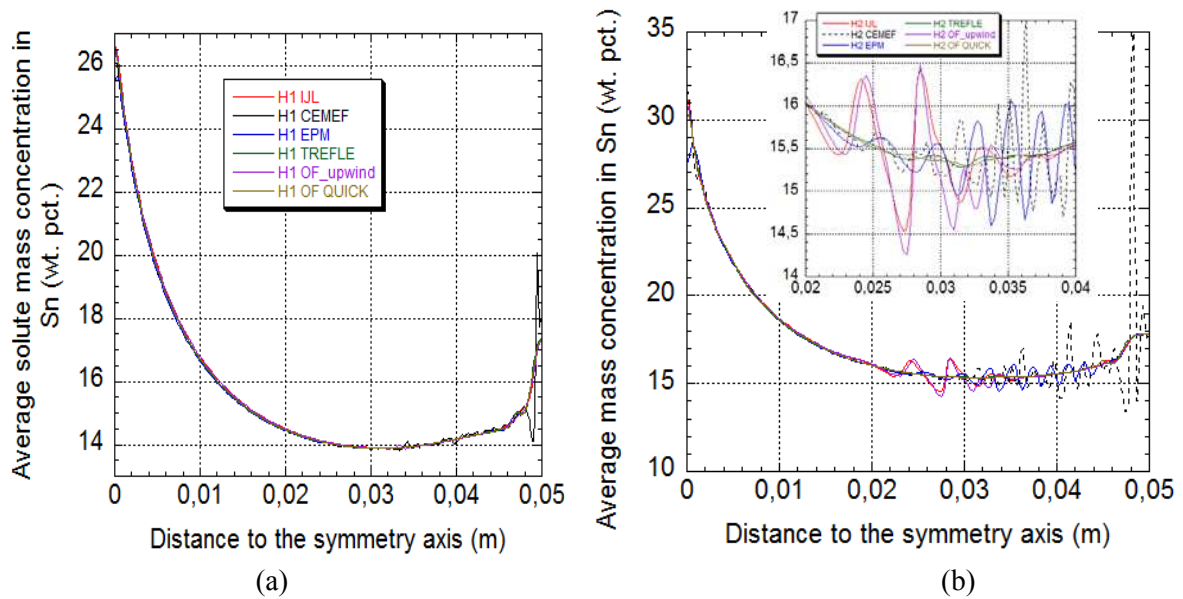 Average solute mass concentration in
Sn (wt. pct.)
26
24
22
20
18
16
14
H1 IJL
H1 CEMEF
H1 EPM
H1 TREFLE
H1 OF_upwind
H1 OF QUICK
0
0,01
0,02
0,03
0,04
0,05
Distance to the symmetry axis (m)
(a)
Average mass concentration in Sn (wt. pct.)
35
30
25
20
15
10
17
16,5
16
15,5
15
14,5
14
H2 IJL
H2 CEMEF
H2 EPM
H2 TREFLE
H2 OF_upwind
H2 OF QUICK
0,02
0,025
0,03
0,035
0,04
0
0,01
0,02
0,03
0,04
0,05
Distance to the symmetry axis (m)
(b)